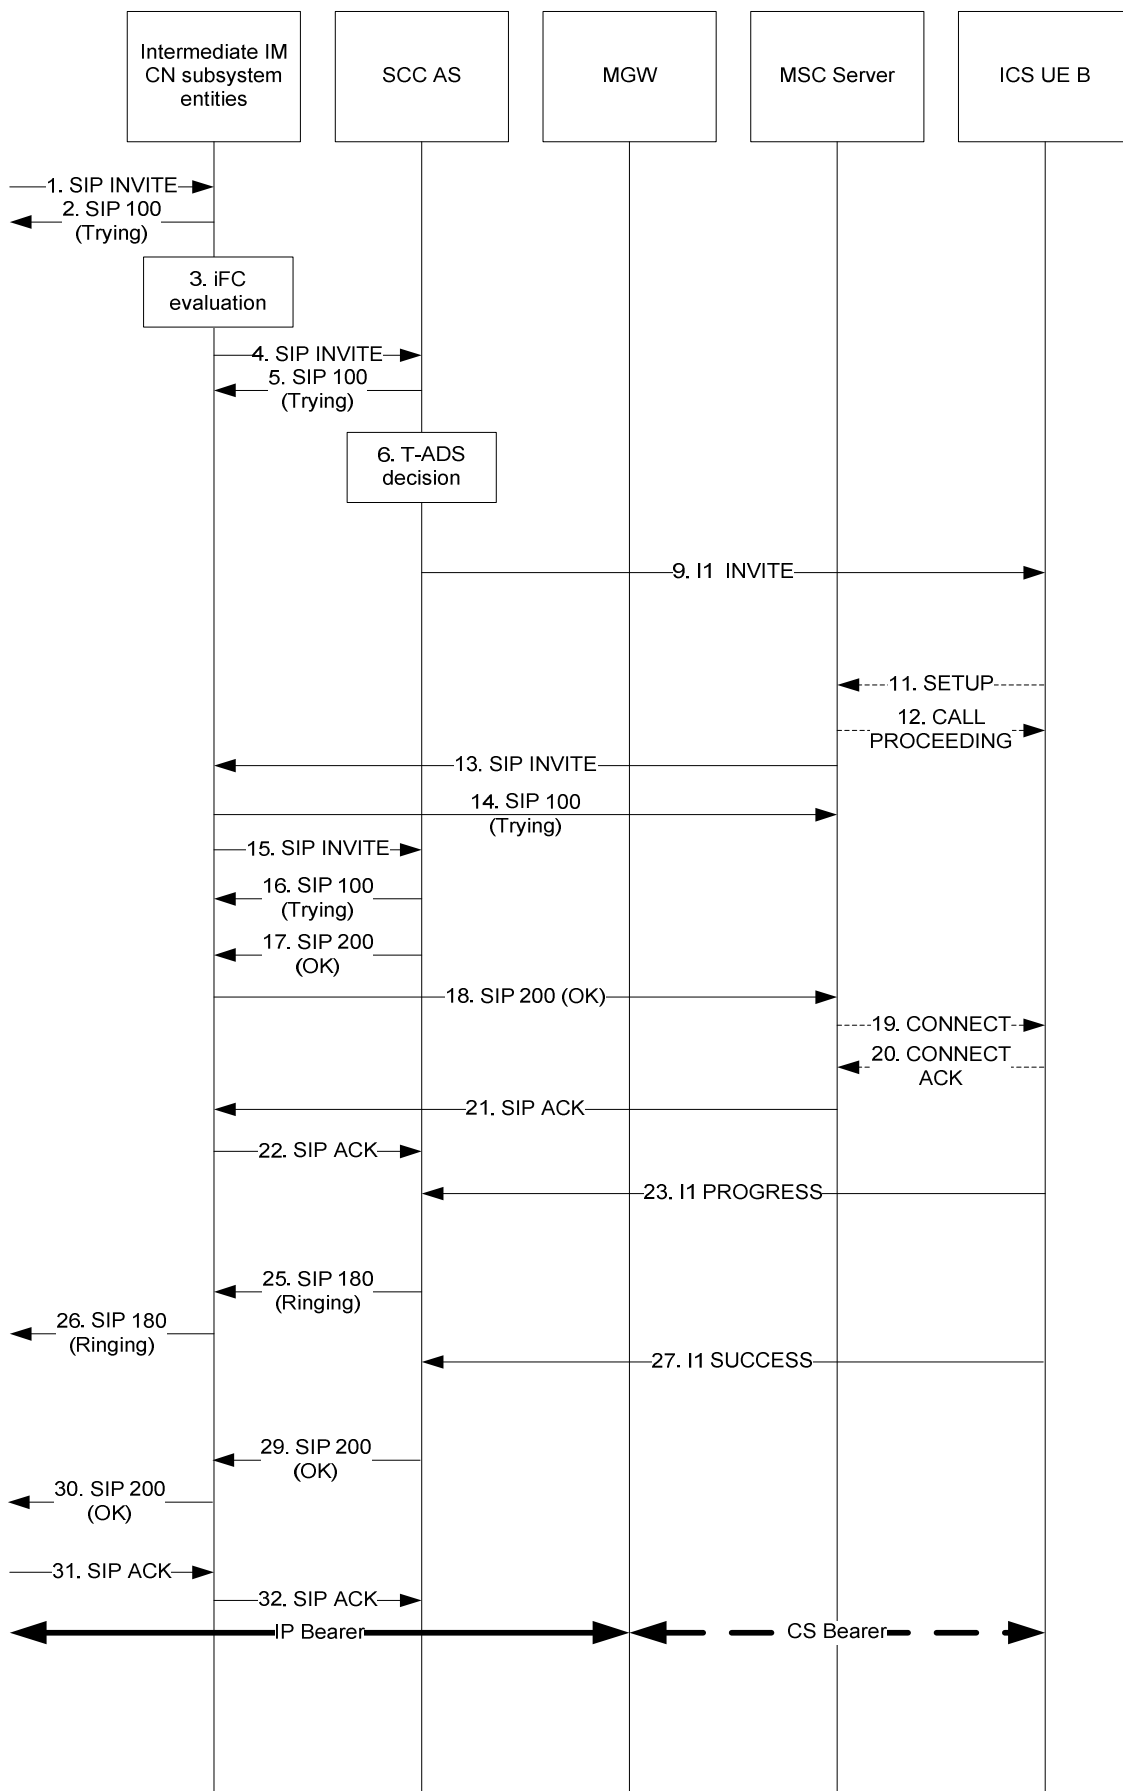 Intermediate IM
CN subsystem
entities
SCC AS
MGW
MSC Server
ICS UE B
1. SIP INVITE
2. SIP 100
(Trying)
3. iFC
evaluation
4. SIP INVITE
5. SIP 100
(Trying)
6. T-ADS
decision
9. I1 INVITE
11. SETUP
12. CALL
PROCEEDING
13. SIP INVITE
14. SIP 100
(Trying)
15. SIP INVITE
16. SIP 100
(Trying)
17. SIP 200
(OK)
18. SIP 200 (OK)
19. CONNECT
20. CONNECT
ACK
21. SIP ACK
22. SIP ACK
23. I1 PROGRESS
25. SIP 180
(Ringing)
26. SIP 180
(Ringing)
27. I1 SUCCESS
29. SIP 200
(OK)
30. SIP 200
(OK)
31. SIP ACK
32. SIP ACK
IP Bearer
CS Bearer